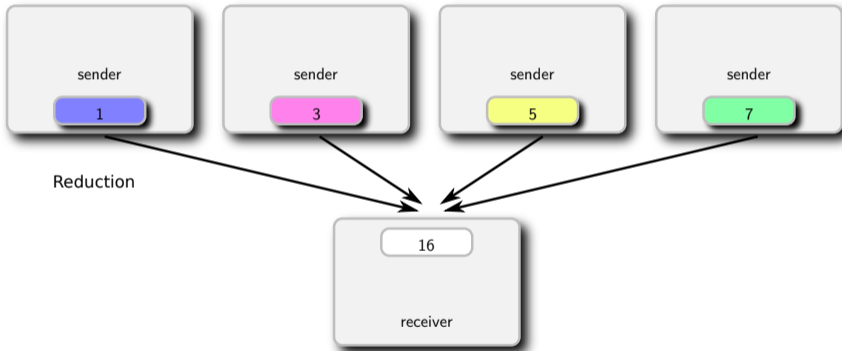 sender sender sender sender
1 3 5 7
Reduction
16
receiver